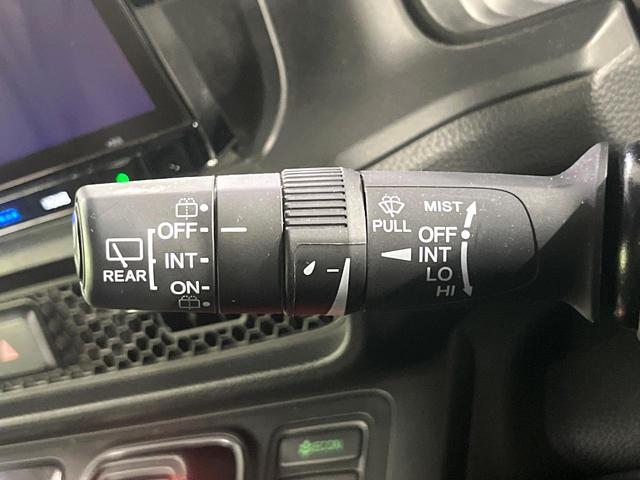 OFF
INT
ON
REAR
PULL
MIST
OFF
INT
LO
HI
ECON